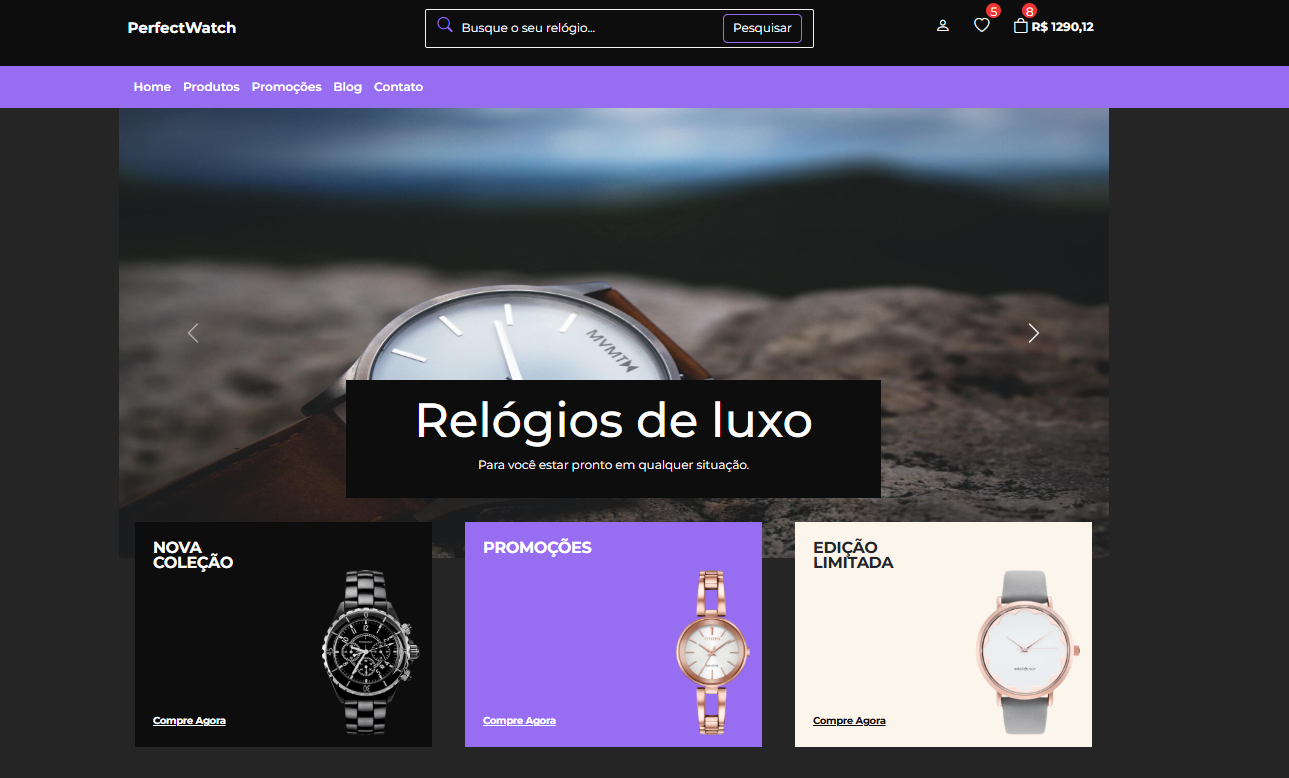 PerfectWatch
Busque o seu relógio...
Pesquisar
5
8
R$ 1290,12
Home
Produtos
Promoções
Blog
Contato
MVMT
Relógios de luxo
Para você estar pronto em qualquer situação.
NOVA
COLEÇÃO
Compre Agora
PROMOÇÕES
Compre Agora
EDIÇÃO
LIMITADA
Compre Agora